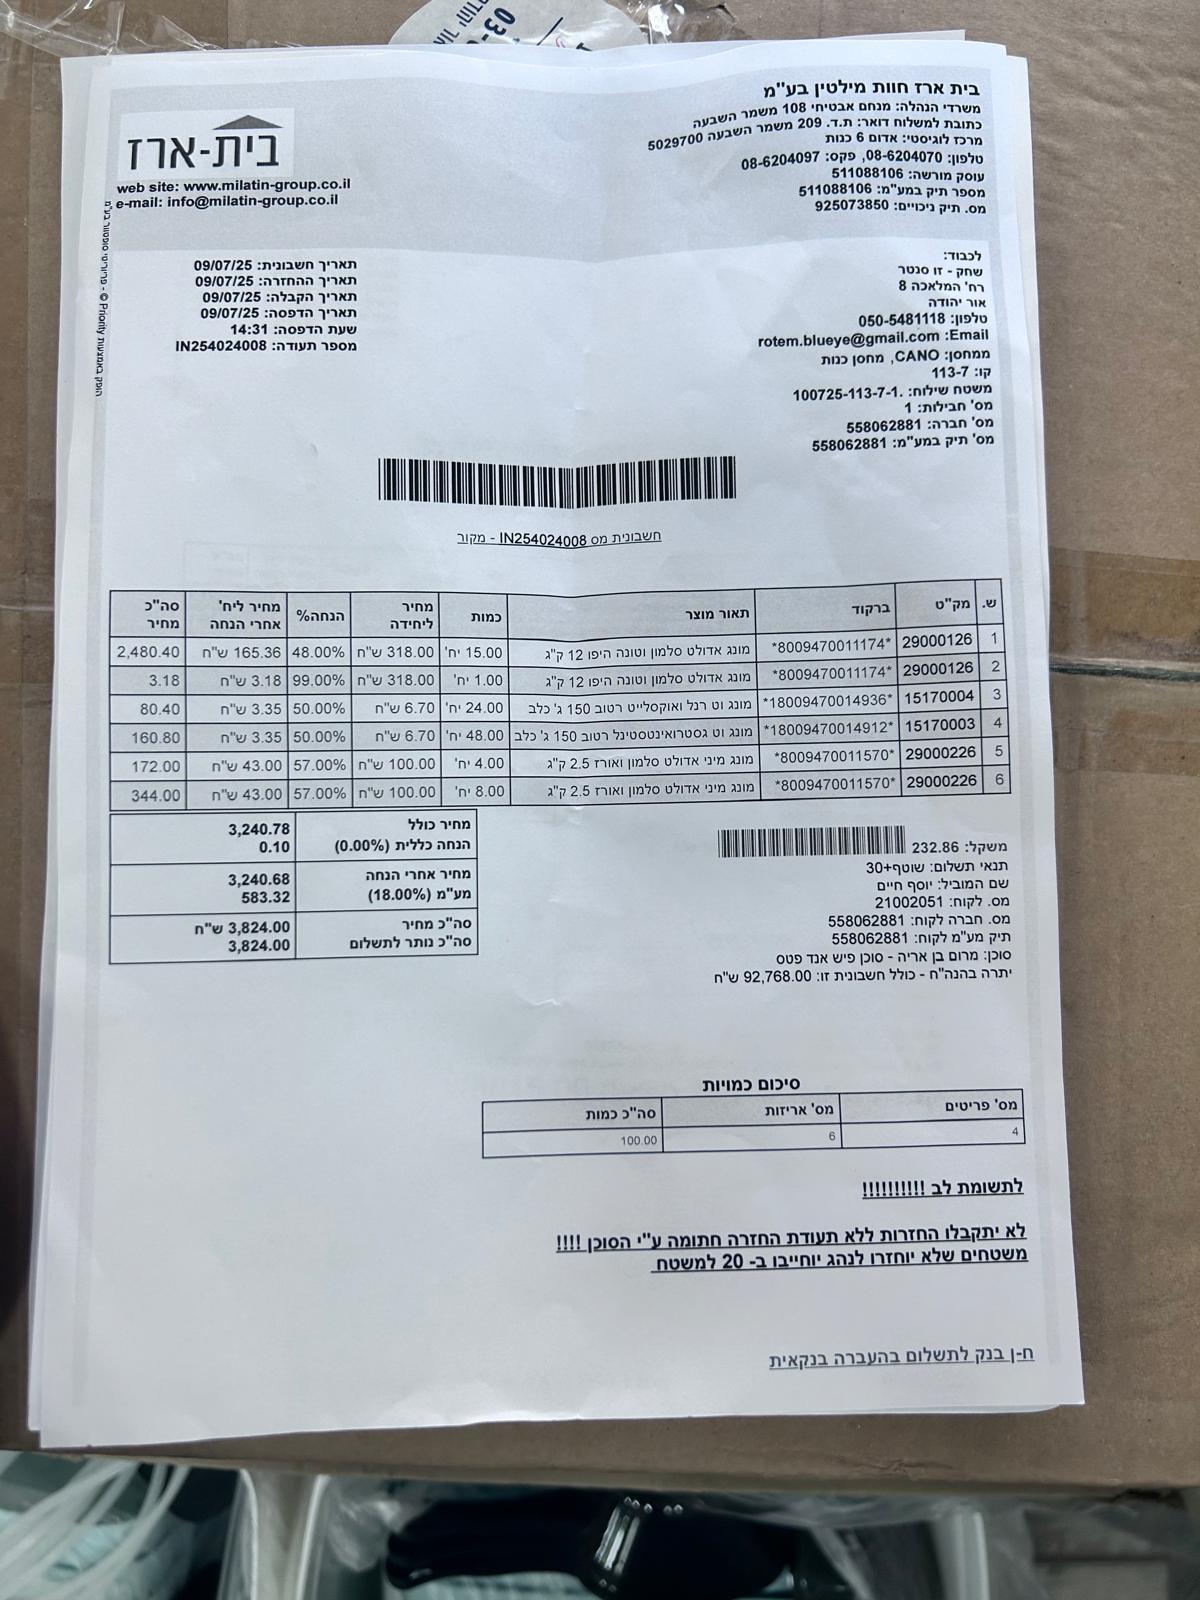 בית ארז חוות מילטין בע"מ
משרדי הנהלה: מנחם אבטיחי 108 משמר השבעה
כתובת למשלוח דואר: ת.ד. 209 משמר השבעה 5029700
מרכז לוגיסטי: אדום 6 כנות
טלפון: 08-6204070, פקס: 08-6204097
עוסק מורשה: 511088106
מספר תיק במע"מ: 511088106
מס. תיק ניכויים: 925073850
בית-ארז
web site: www.milatin-group.co.il
e-mail: info@milatin-group.co.il
לכבוד:
שחק - זו סנטר
רח' המלאכה 8
אור יהודה
טלפון: 050-5481118
Email: rotem.blueye@gmail.com
ממחסן: CANO, מחסן כנות
קו: 113-7
משטח שילוח: .100725-113-7-1
מס' חבילות: 1
מס' חברה: 558062881
מס' תיק במע"מ: 558062881
תאריך חשבונית: 09/07/25
תאריך ההחזרה: 09/07/25
תאריך הקבלה: 09/07/25
תאריך הדפסה: 09/07/25
שעת הדפסה: 14:31
מספר תעודה: IN254024008
הופק באמצעות Priority © - פריוריטי סופטוור בע"מ
חשבונית מס IN254024008 - מקור
ש. מק"ט ברקוד תאור מוצר כמות מחיר ליחידה הנחה% מחיר ליח' אחרי הנחה סה"כ מחיר
1 29000126 *8009470011174* מונג אדולט סלמון וטונה היפו 12 ק"ג 15.00 יח' 318.00 ש"ח 48.00% 165.36 ש"ח 2,480.40
2 29000126 *8009470011174* מונג אדולט סלמון וטונה היפו 12 ק"ג 1.00 יח' 318.00 ש"ח 99.00% 3.18 ש"ח 3.18
3 15170004 *18009470014936* מונג וט רנל ואוקסלייט רטוב 150 ג' כלב 24.00 יח' 6.70 ש"ח 50.00% 3.35 ש"ח 80.40
4 15170003 *18009470014912* מונג וט גסטרואינטסטינל רטוב 150 ג' כלב 48.00 יח' 6.70 ש"ח 50.00% 3.35 ש"ח 160.80
5 29000226 *8009470011570* מונג מיני אדולט סלמון ואורז 2.5 ק"ג 4.00 יח' 100.00 ש"ח 57.00% 43.00 ש"ח 172.00
6 29000226 *8009470011570* מונג מיני אדולט סלמון ואורז 2.5 ק"ג 8.00 יח' 100.00 ש"ח 57.00% 43.00 ש"ח 344.00
מחיר כולל 3,240.78
הנחה כללית (0.00%) 0.10
מחיר אחרי הנחה 3,240.68
מע"מ (18.00%) 583.32
סה"כ מחיר 3,824.00 ש"ח
סה"כ נותר לתשלום 3,824.00
משקל: 232.86
תנאי תשלום: שוטף+30
שם המוביל: יוסף חיים
מס. לקוח: 21002051
מס. חברה לקוח: 558062881
תיק מע"מ לקוח: 558062881
סוכן: מרום בן אריה - סוכן פיש אנד פטס
יתרה בהנה"ח - כולל חשבונית זו: 92,768.00 ש"ח
סיכום כמויות
מס' פריטים מס' אריזות סה"כ כמות
4 6 100.00
לתשומת לב !!!!!!!!!!
לא יתקבלו החזרות ללא תעודת החזרה חתומה ע"י הסוכן !!!!
משטחים שלא יוחזרו לנהג יוחייבו ב- 20 למשטח
ח-ן בנק לתשלום בהעברה בנקאית